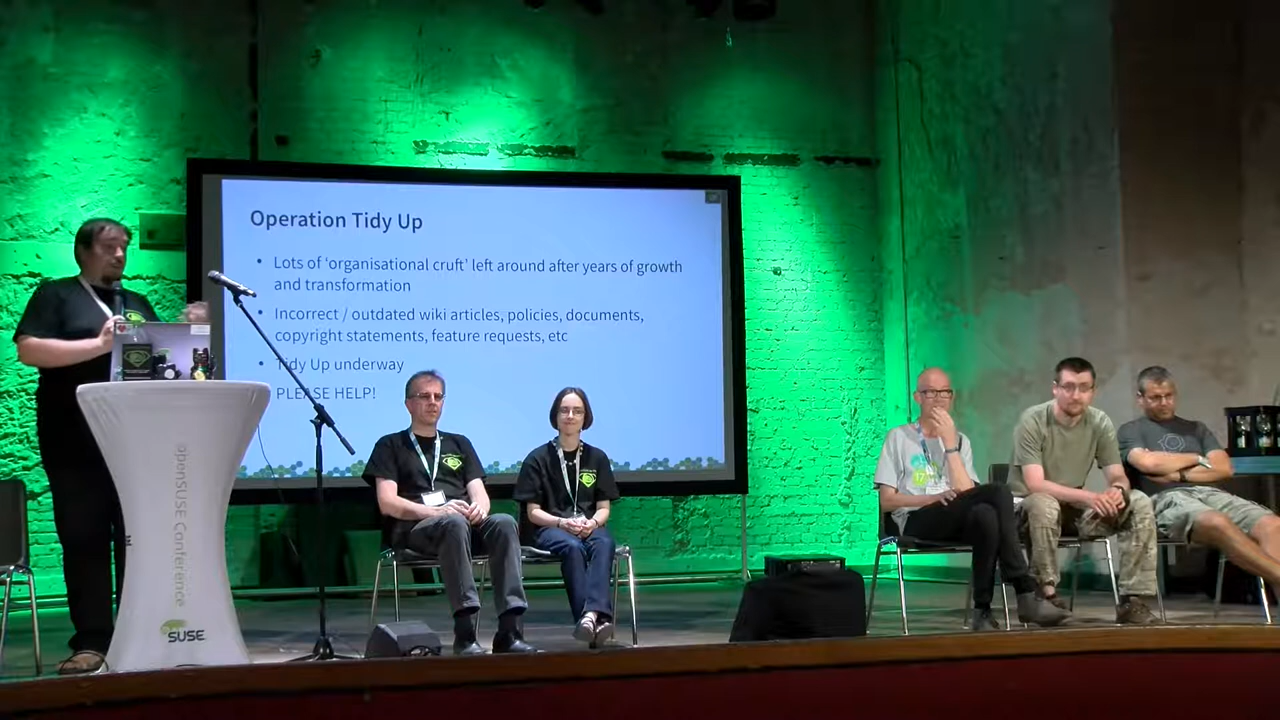 Operation Tidy Up
• Lots of ‘organisational cruft’ left around after years of growth
and transformation
• Incorrect / outdated wiki articles, policies, documents,
copyright statements, feature requests, etc
• Tidy Up underway
PLEASE HELP!
openSUSE Conference
SUSE
17